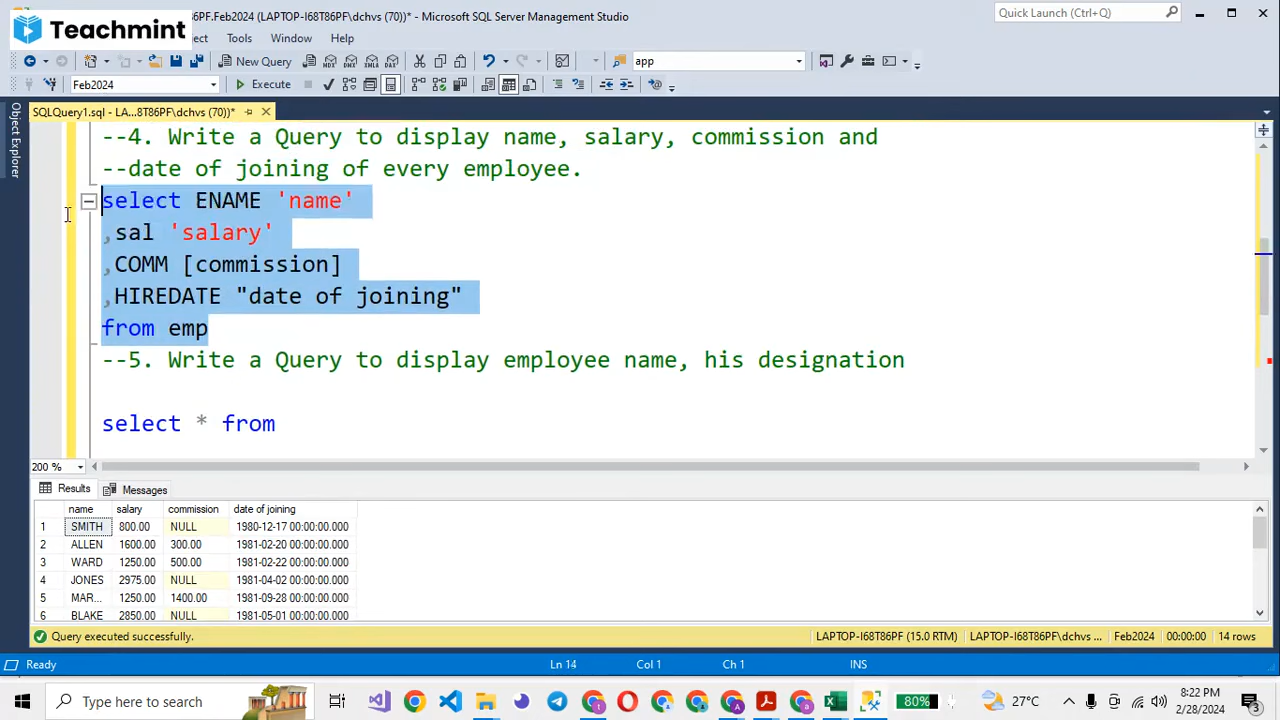 Teachmint
6PF.Feb2024 (LAPTOP-I68T86PF\dchvs (70))* - Microsoft SQL Server Management Studio
Quick Launch (Ctrl+Q)
ect Tools Window Help
New Query
MDX DMX XMLA DAX
app
Feb2024
Execute
SQLQuery1.sql - LA...8T86PF\dchvs (70))*
Object Explorer
--4. Write a Query to display name, salary, commission and
--date of joining of every employee.
select ENAME 'name'
,sal 'salary'
,COMM [commission]
,HIREDATE "date of joining"
from emp
--5. Write a Query to display employee name, his designation
select * from
200 %
Results Messages
name salary commission date of joining
1 SMITH 800.00 NULL 1980-12-17 00:00:00.000
2 ALLEN 1600.00 300.00 1981-02-20 00:00:00.000
3 WARD 1250.00 500.00 1981-02-22 00:00:00.000
4 JONES 2975.00 NULL 1981-04-02 00:00:00.000
5 MAR... 1250.00 1400.00 1981-09-28 00:00:00.000
6 BLAKE 2850.00 NULL 1981-05-01 00:00:00.000
Query executed successfully.
LAPTOP-I68T86PF (15.0 RTM) LAPTOP-I68T86PF\dchvs ... Feb2024 00:00:00 14 rows
Ready Ln 14 Col 1 Ch 1 INS
Type here to search
80%
27°C
8:22 PM
2/28/2024
3